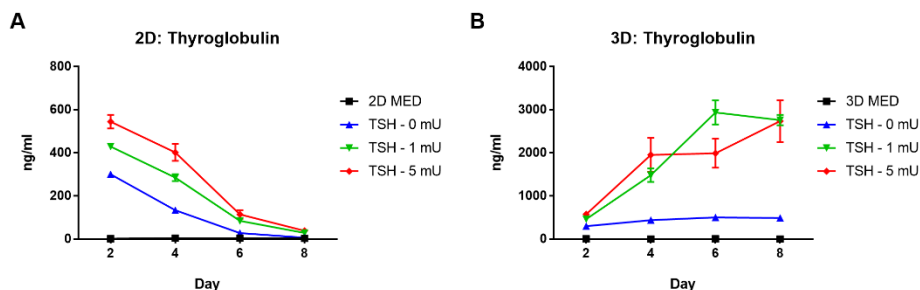 A
2D: Thyroglobulin
ng/ml
800
600
400
200
0
2 4 6 8
Day
2D MED
TSH - 0 mU
TSH - 1 mU
TSH - 5 mU
B
3D: Thyroglobulin
ng/ml
4000
3000
2000
1000
0
2 4 6 8
Day
3D MED
TSH - 0 mU
TSH - 1 mU
TSH - 5 mU